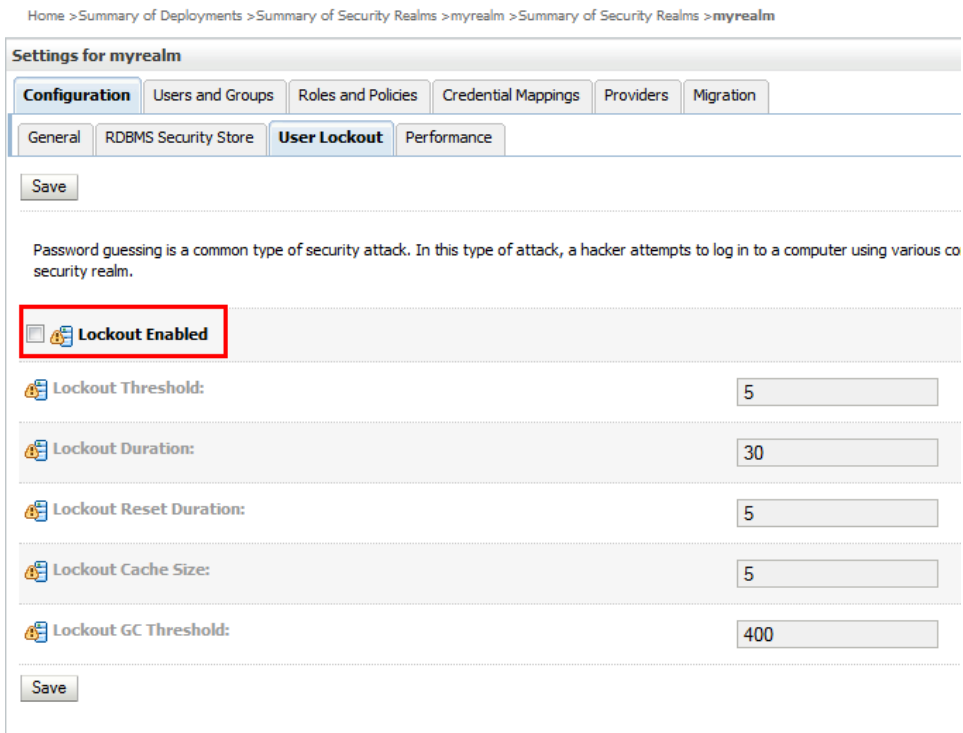 Home >Summary of Deployments >Summary of Security Realms >myrealm >Summary of Security Realms >myrealm
Settings for myrealm
Configuration Users and Groups Roles and Policies Credential Mappings Providers Migration
General RDBMS Security Store User Lockout Performance
Save
Password guessing is a common type of security attack. In this type of attack, a hacker attempts to log in to a computer using various co
security realm.
Lockout Enabled
Lockout Threshold: 5
Lockout Duration: 30
Lockout Reset Duration: 5
Lockout Cache Size: 5
Lockout GC Threshold: 400
Save